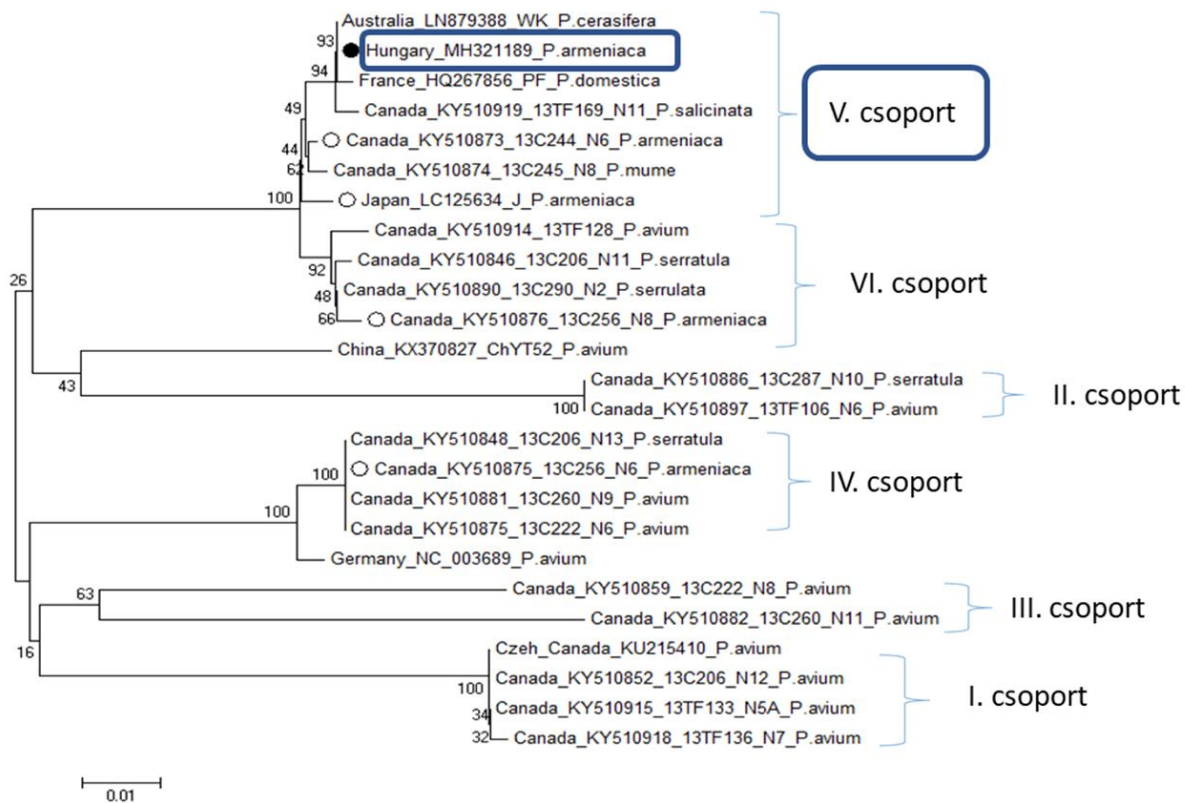 Australia_LN879388_WK_P.cerasifera
93
Hungary_MH321189_P.armeniaca
94
France_HQ267856_PF_P.domestica
49
Canada_KY510919_13TF169_N11_P.salicinata
V. csoport
Canada_KY510873_13C244_N6_P.armeniaca
44
62
Canada_KY510874_13C245_N8_P.mume
100
Japan_LC125634_J_P.armeniaca
Canada_KY510914_13TF128_P.avium
92
Canada_KY510846_13C206_N11_P.serratula
26
48
Canada_KY510890_13C290_N2_P.serrulata
VI. csoport
66
Canada_KY510876_13C256_N8_P.armeniaca
China_KX370827_ChYT52_P.avium
43
Canada_KY510886_13C287_N10_P.serratula
II. csoport
100
Canada_KY510897_13TF106_N6_P.avium
Canada_KY510848_13C206_N13_P.serratula
100
Canada_KY510875_13C256_N6_P.armeniaca
IV. csoport
Canada_KY510881_13C260_N9_P.avium
100
Canada_KY510875_13C222_N6_P.avium
Germany_NC_003689_P.avium
63
Canada_KY510859_13C222_N8_P.avium
III. csoport
Canada_KY510882_13C260_N11_P.avium
16
Czeh_Canada_KU215410_P.avium
100
Canada_KY510852_13C206_N12_P.avium
I. csoport
34
Canada_KY510915_13TF133_N5A_P.avium
32
Canada_KY510918_13TF136_N7_P.avium
0.01